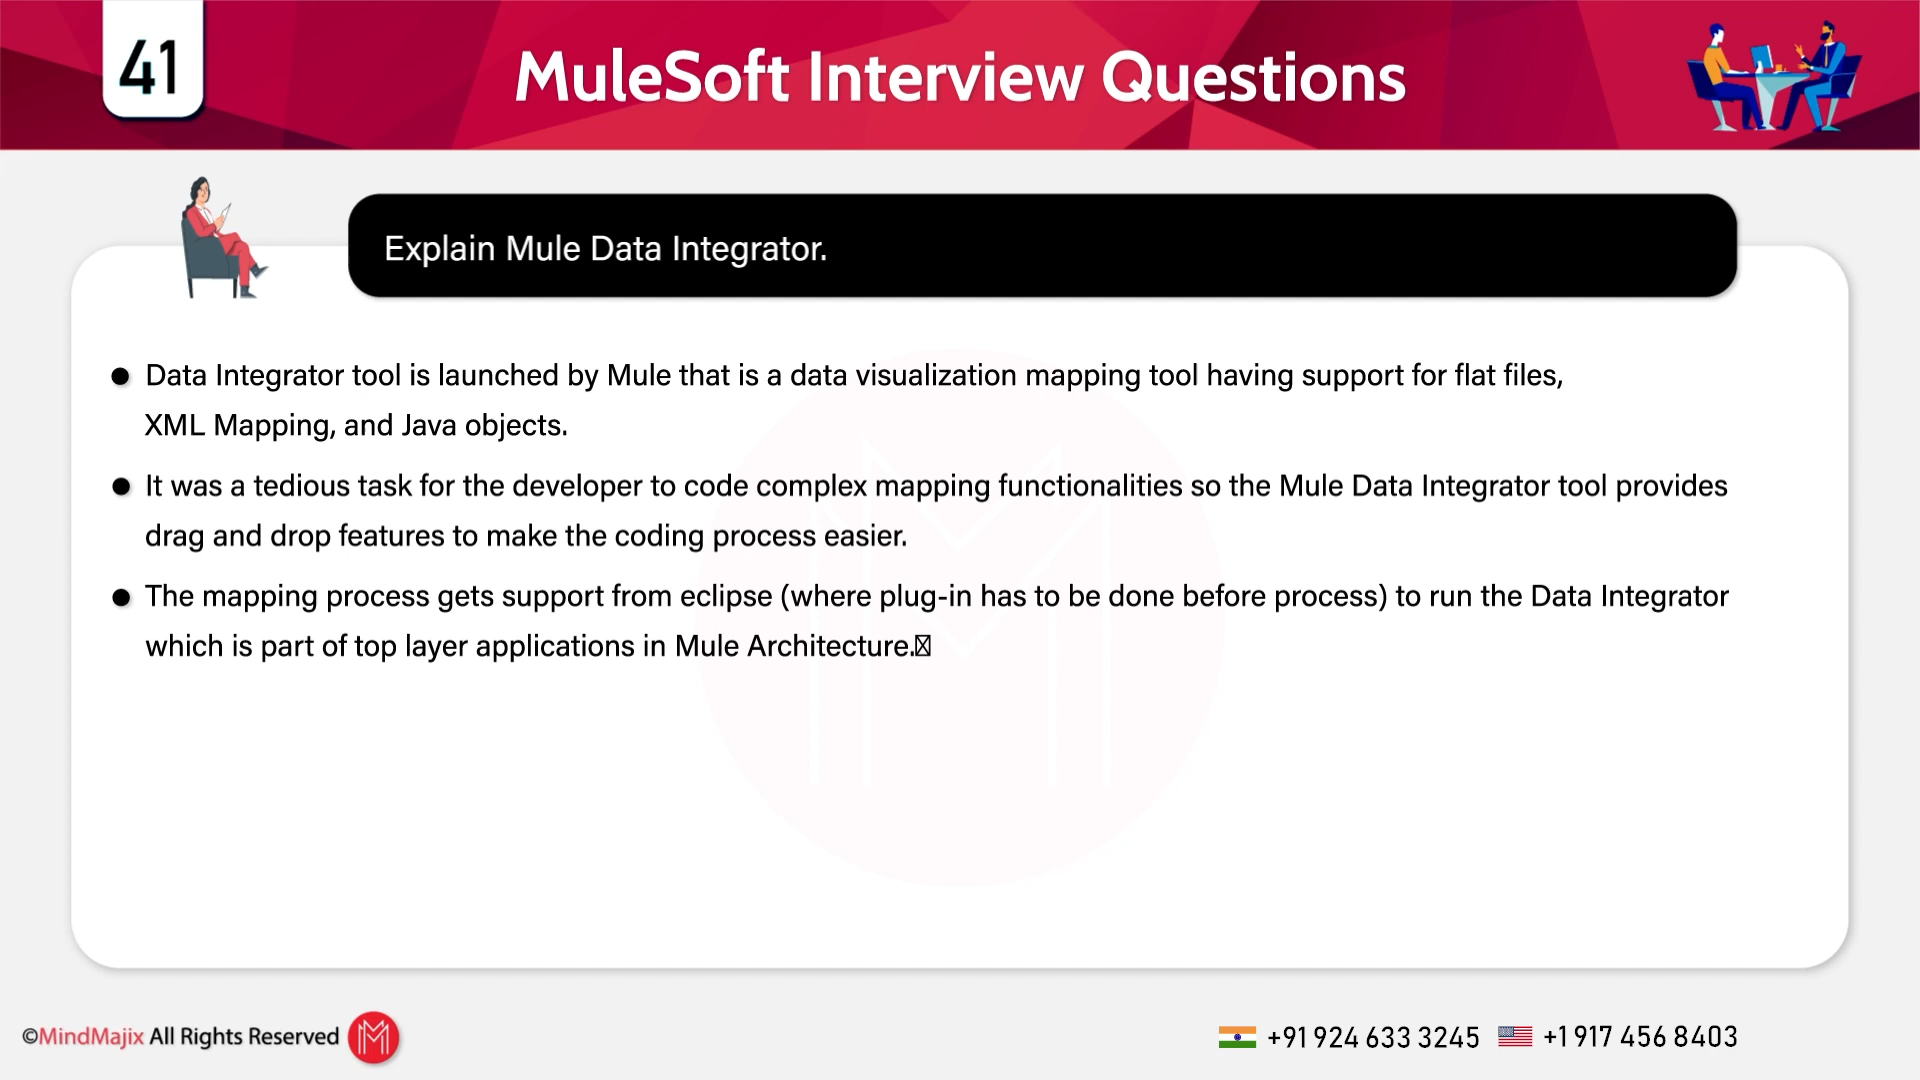 41
MuleSoft Interview Questions
Explain Mule Data Integrator.
● Data Integrator tool is launched by Mule that is a data visualization mapping tool having support for flat files,
XML Mapping, and Java objects.
● It was a tedious task for the developer to code complex mapping functionalities so the Mule Data Integrator tool provides
drag and drop features to make the coding process easier.
● The mapping process gets support from eclipse (where plug-in has to be done before process) to run the Data Integrator
which is part of top layer applications in Mule Architecture.
©MindMajix All Rights Reserved
+91 924 633 3245 +1 917 456 8403